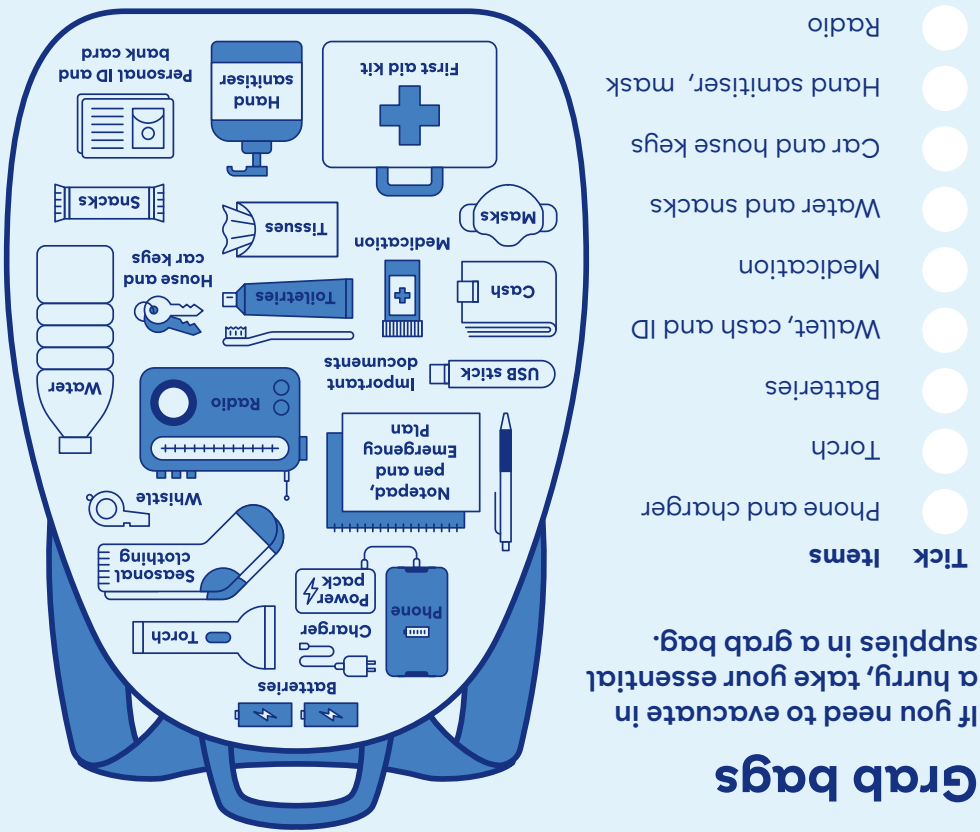 Grab bags
If you need to evacuate in
a hurry, take your essential
supplies in a grab bag.
Tick Items
Phone and charger
Torch
Batteries
Wallet, cash and ID
Medication
Water and snacks
Car and house keys
Hand sanitiser, mask
Radio
Batteries
Phone
Charger
Power
pack
Torch
Seasonal
clothing
Notepad,
pen and
Emergency
Plan
Whistle
Radio
USB stick
Important
documents
Water
Cash
Medication
Toiletries
House and
car keys
Masks
Tissues
Snacks
First aid kit
Hand
sanitiser
Personal ID and
bank card